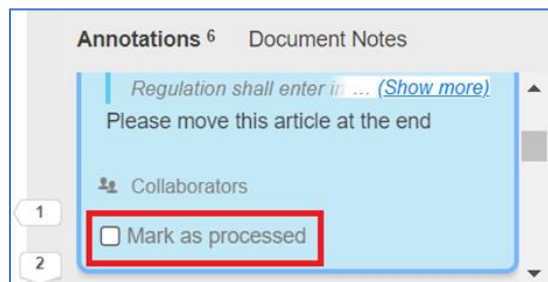 Annotations 6 Document Notes
Regulation shall enter in ... (Show more)
Please move this article at the end
Collaborators
1
Mark as processed
2